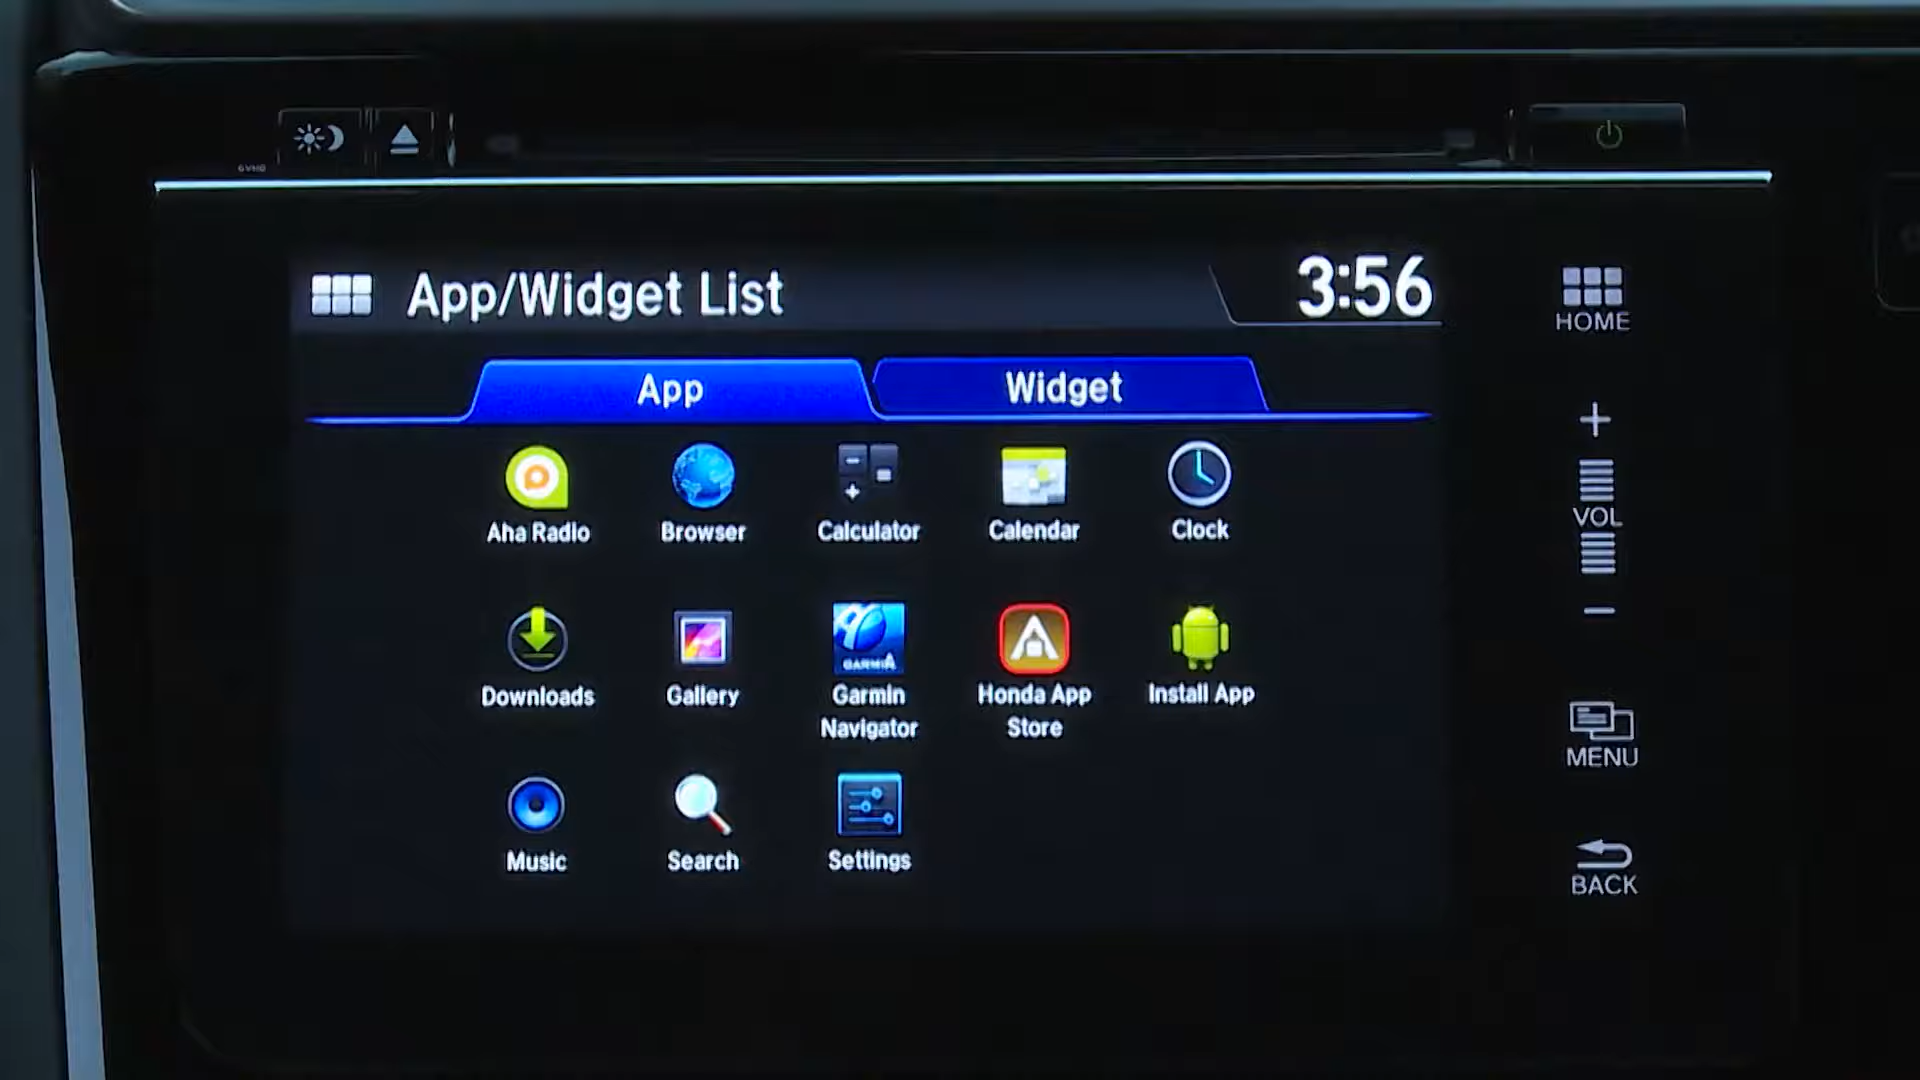 App/Widget List
3:56
HOME
App
Widget
Aha Radio
Browser
Calculator
Calendar
Clock
VOL
Downloads
Gallery
GARMIN
Garmin
Navigator
Honda App
Store
Install App
MENU
Music
Search
Settings
BACK